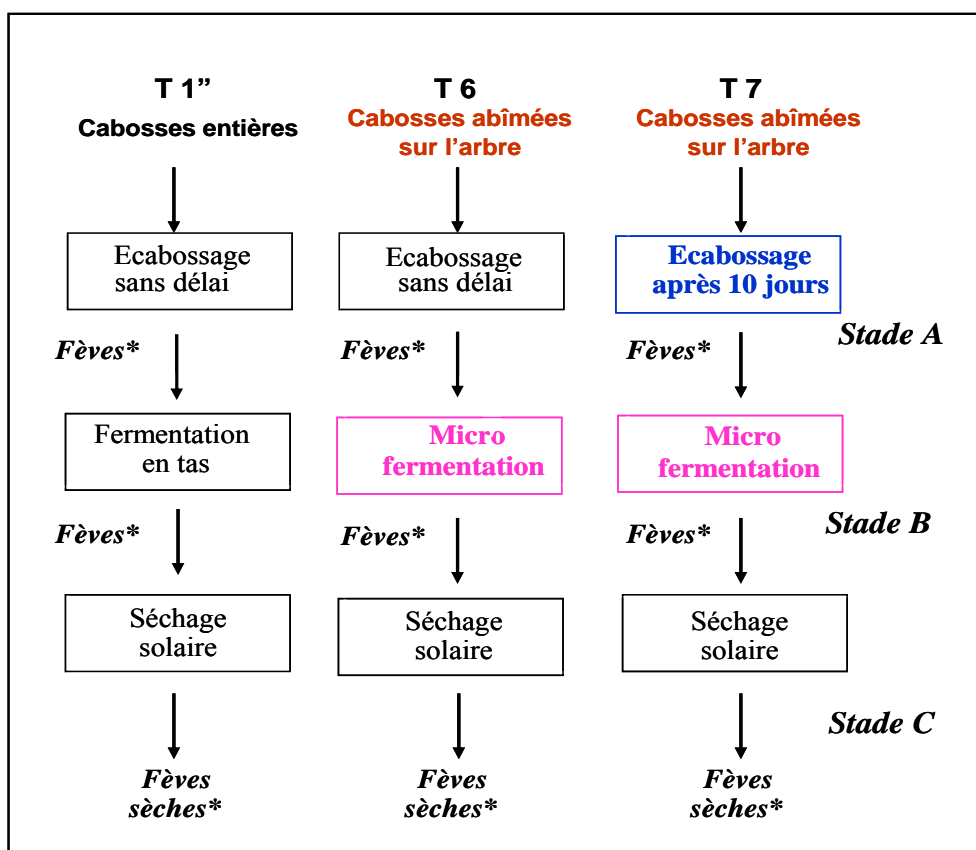 T 1”
Cabosses entières
T 6
Cabosses abîmées
sur l’arbre
T 7
Cabosses abîmées
sur l’arbre
Ecabossage
sans délai
Ecabossage
sans délai
Ecabossage
après 10 jours
Stade A
Fèves*
Fèves*
Fèves*
Fermentation
en tas
Micro
fermentation
Micro
fermentation
Stade B
Fèves*
Fèves*
Fèves*
Séchage
solaire
Séchage
solaire
Séchage
solaire
Stade C
Fèves
sèches*
Fèves
sèches*
Fèves
sèches*